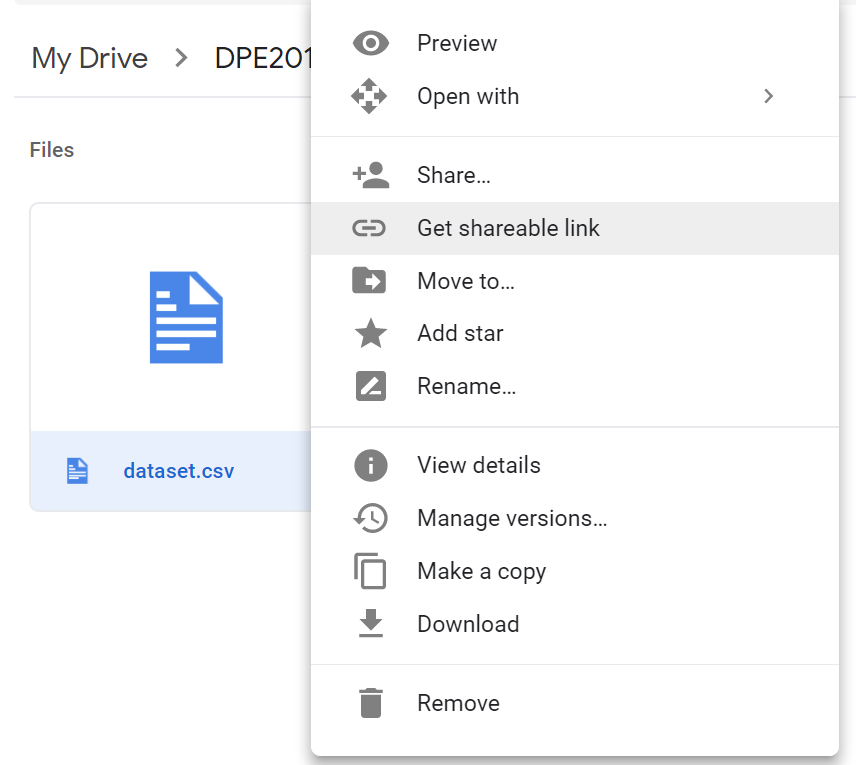 Preview
My Drive > DPE201
Open with >
Files
Share...
Get shareable link
Move to...
Add star
Rename...
dataset.csv
View details
Manage versions...
Make a copy
Download
Remove